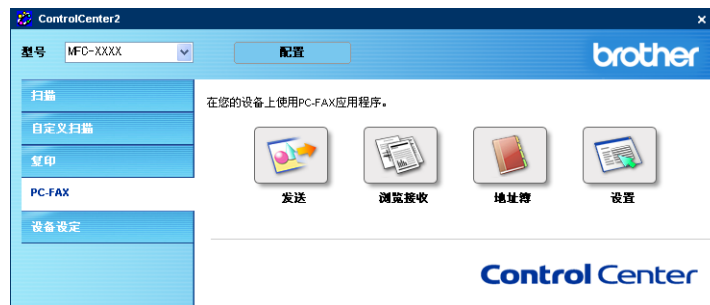 ControlCenter2
型号 MFC-XXXX 配置 brother
扫描
在您的设备上使用PC-FAX应用程序。
自定义扫描
复印
发送 浏览接收 地址簿 设置
PC-FAX
设备设定
Control Center